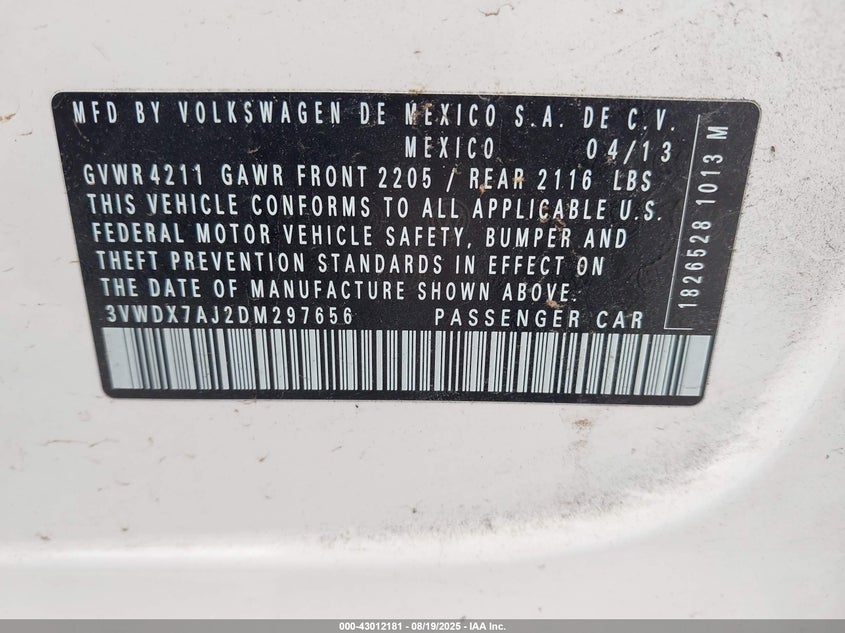 MFD BY VOLKSWAGEN DE MEXICO S.A. DE C.V.
MEXICO 04/13
GVWR 4211 GAWR FRONT 2205 / REAR 2116 LBS
THIS VEHICLE CONFORMS TO ALL APPLICABLE U.S.
FEDERAL MOTOR VEHICLE SAFETY, BUMPER AND
THEFT PREVENTION STANDARDS IN EFFECT ON
THE DATE OF MANUFACTURE SHOWN ABOVE.
3VWDX7AJ2DM297656 PASSENGER CAR
1826528 1013 M
000-43012181 - 08/19/2025 - IAA Inc.